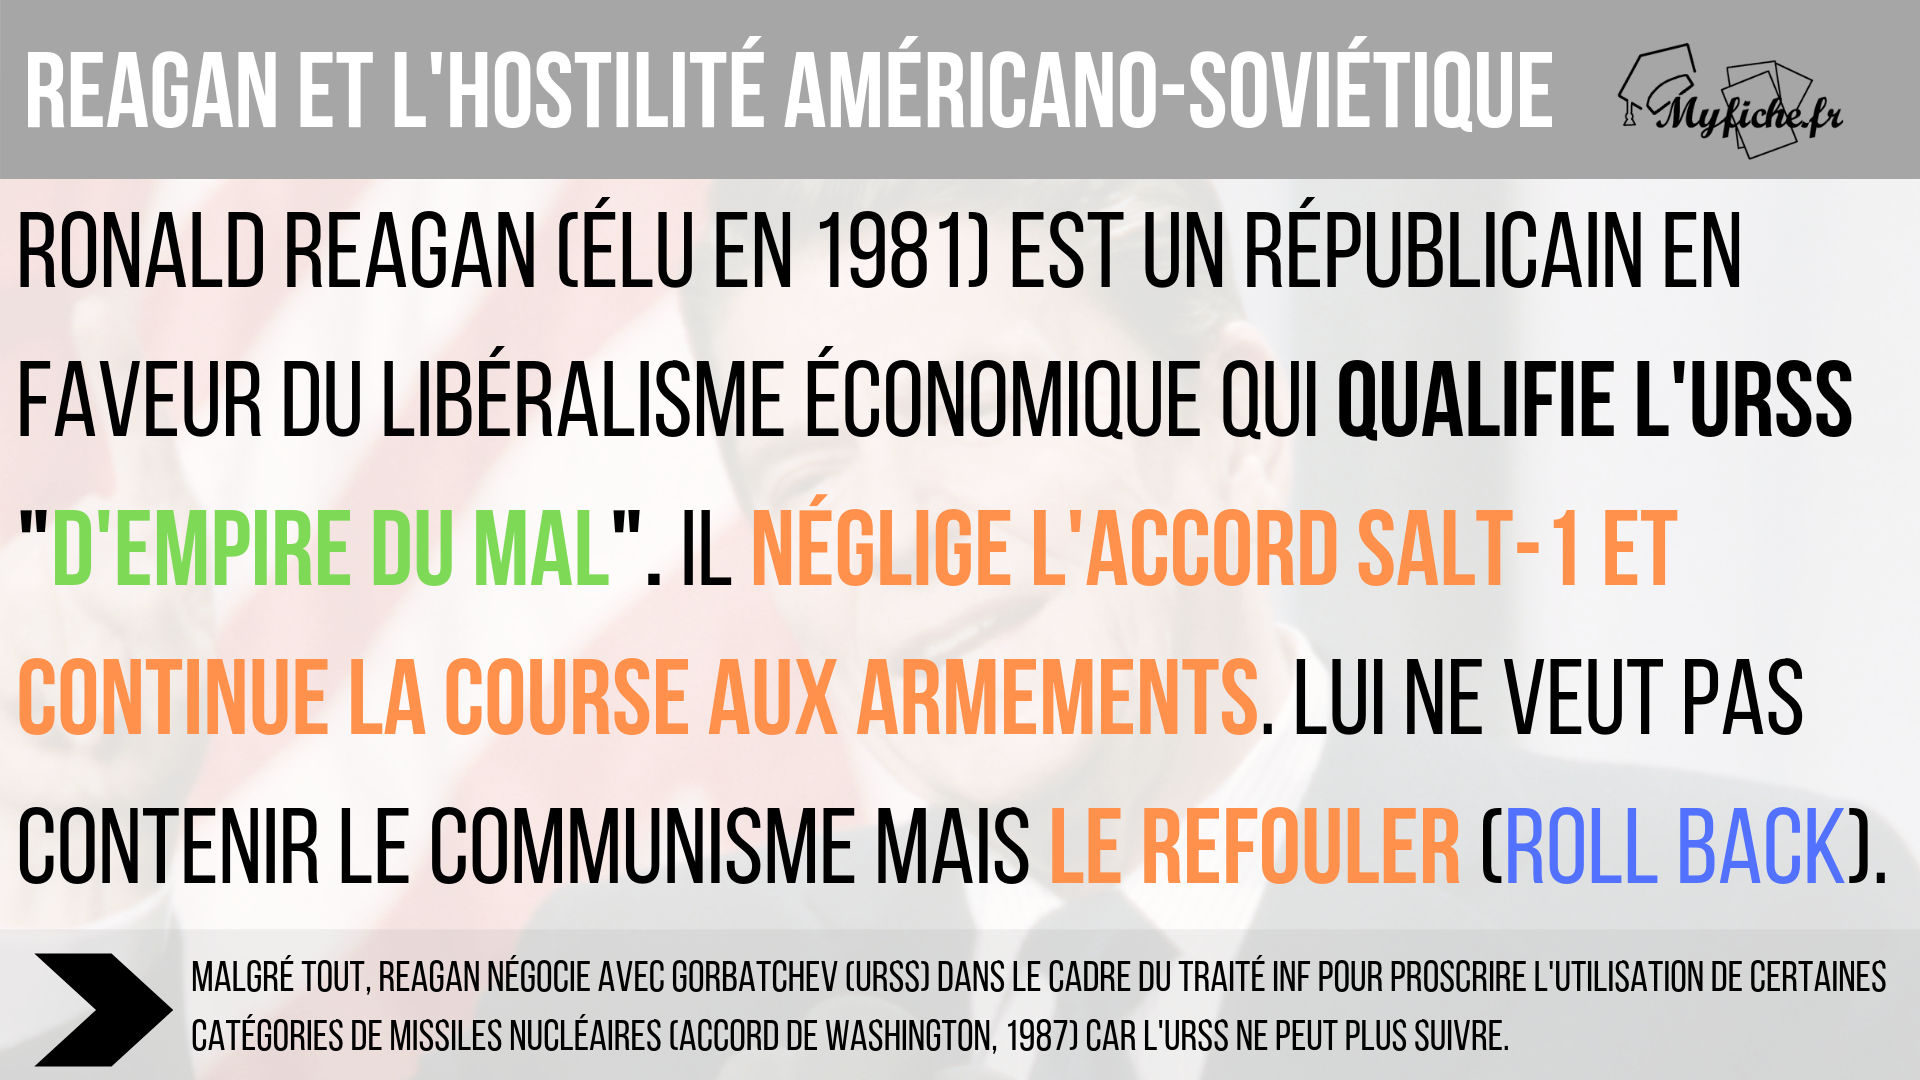 REAGAN ET L'HOSTILITÉ AMÉRICANO-SOVIÉTIQUE
Myfiche.fr
RONALD REAGAN (ÉLU EN 1981) EST UN RÉPUBLICAIN EN
FAVEUR DU LIBÉRALISME ÉCONOMIQUE QUI QUALIFIE L'URSS
"D'EMPIRE DU MAL". IL NÉGLIGE L'ACCORD SALT-1 ET
CONTINUE LA COURSE AUX ARMEMENTS. LUI NE VEUT PAS
CONTENIR LE COMMUNISME MAIS LE REFOULER (ROLL BACK).
MALGRÉ TOUT, REAGAN NÉGOCIE AVEC GORBATCHEV (URSS) DANS LE CADRE DU TRAITÉ INF POUR PROSCRIRE L'UTILISATION DE CERTAINES
CATÉGORIES DE MISSILES NUCLÉAIRES (ACCORD DE WASHINGTON, 1987) CAR L'URSS NE PEUT PLUS SUIVRE.